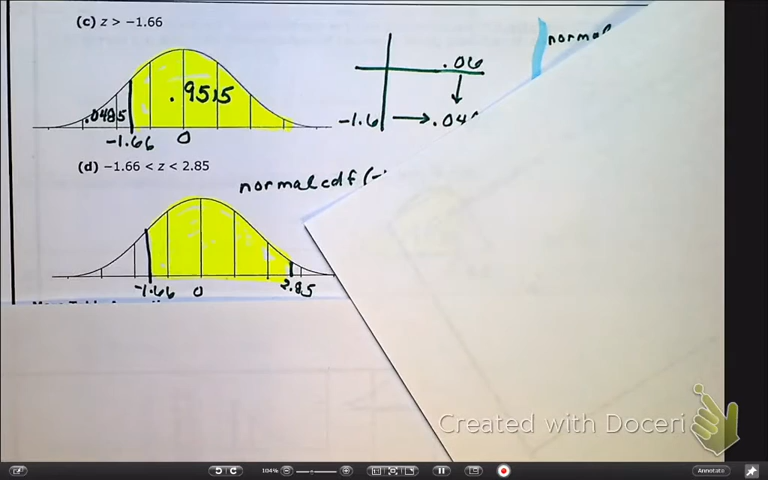 (c) z > −1.66
.06
.0485
.9515
-1.6
-1.66
0
(d) −1.66 < z < 2.85
normalcdf(-
-1.66
0
2.85
Created with Doceri
104%
Annotate